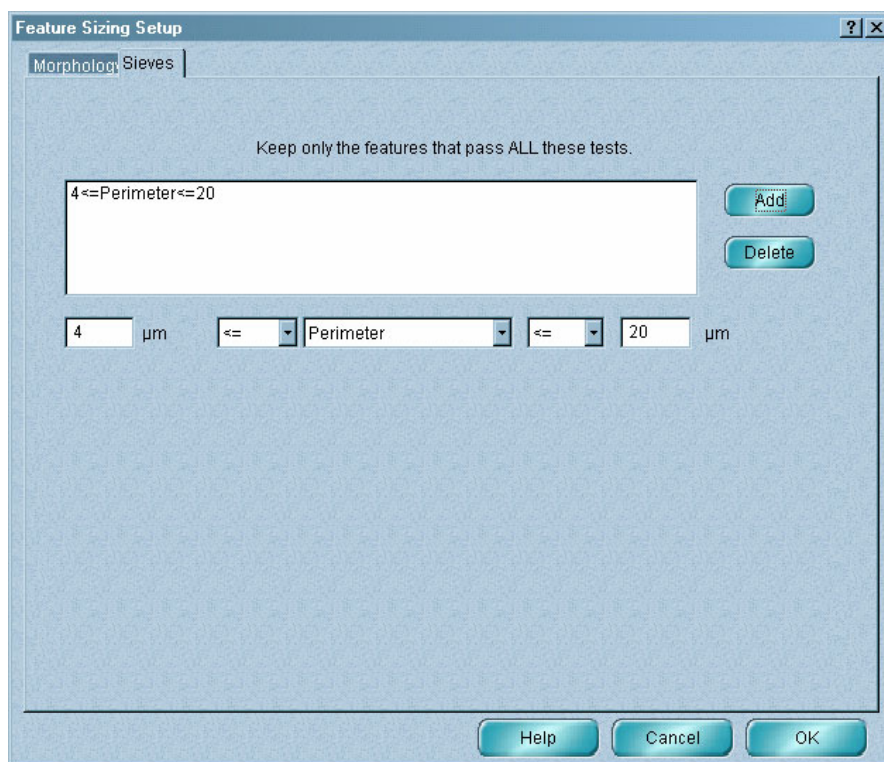 Feature Sizing Setup
? X
Morpholog Sieves
Keep only the features that pass ALL these tests.
4<=Perimeter<=20
Add
Delete
4 µm <= Perimeter <= 20 µm
Help Cancel OK